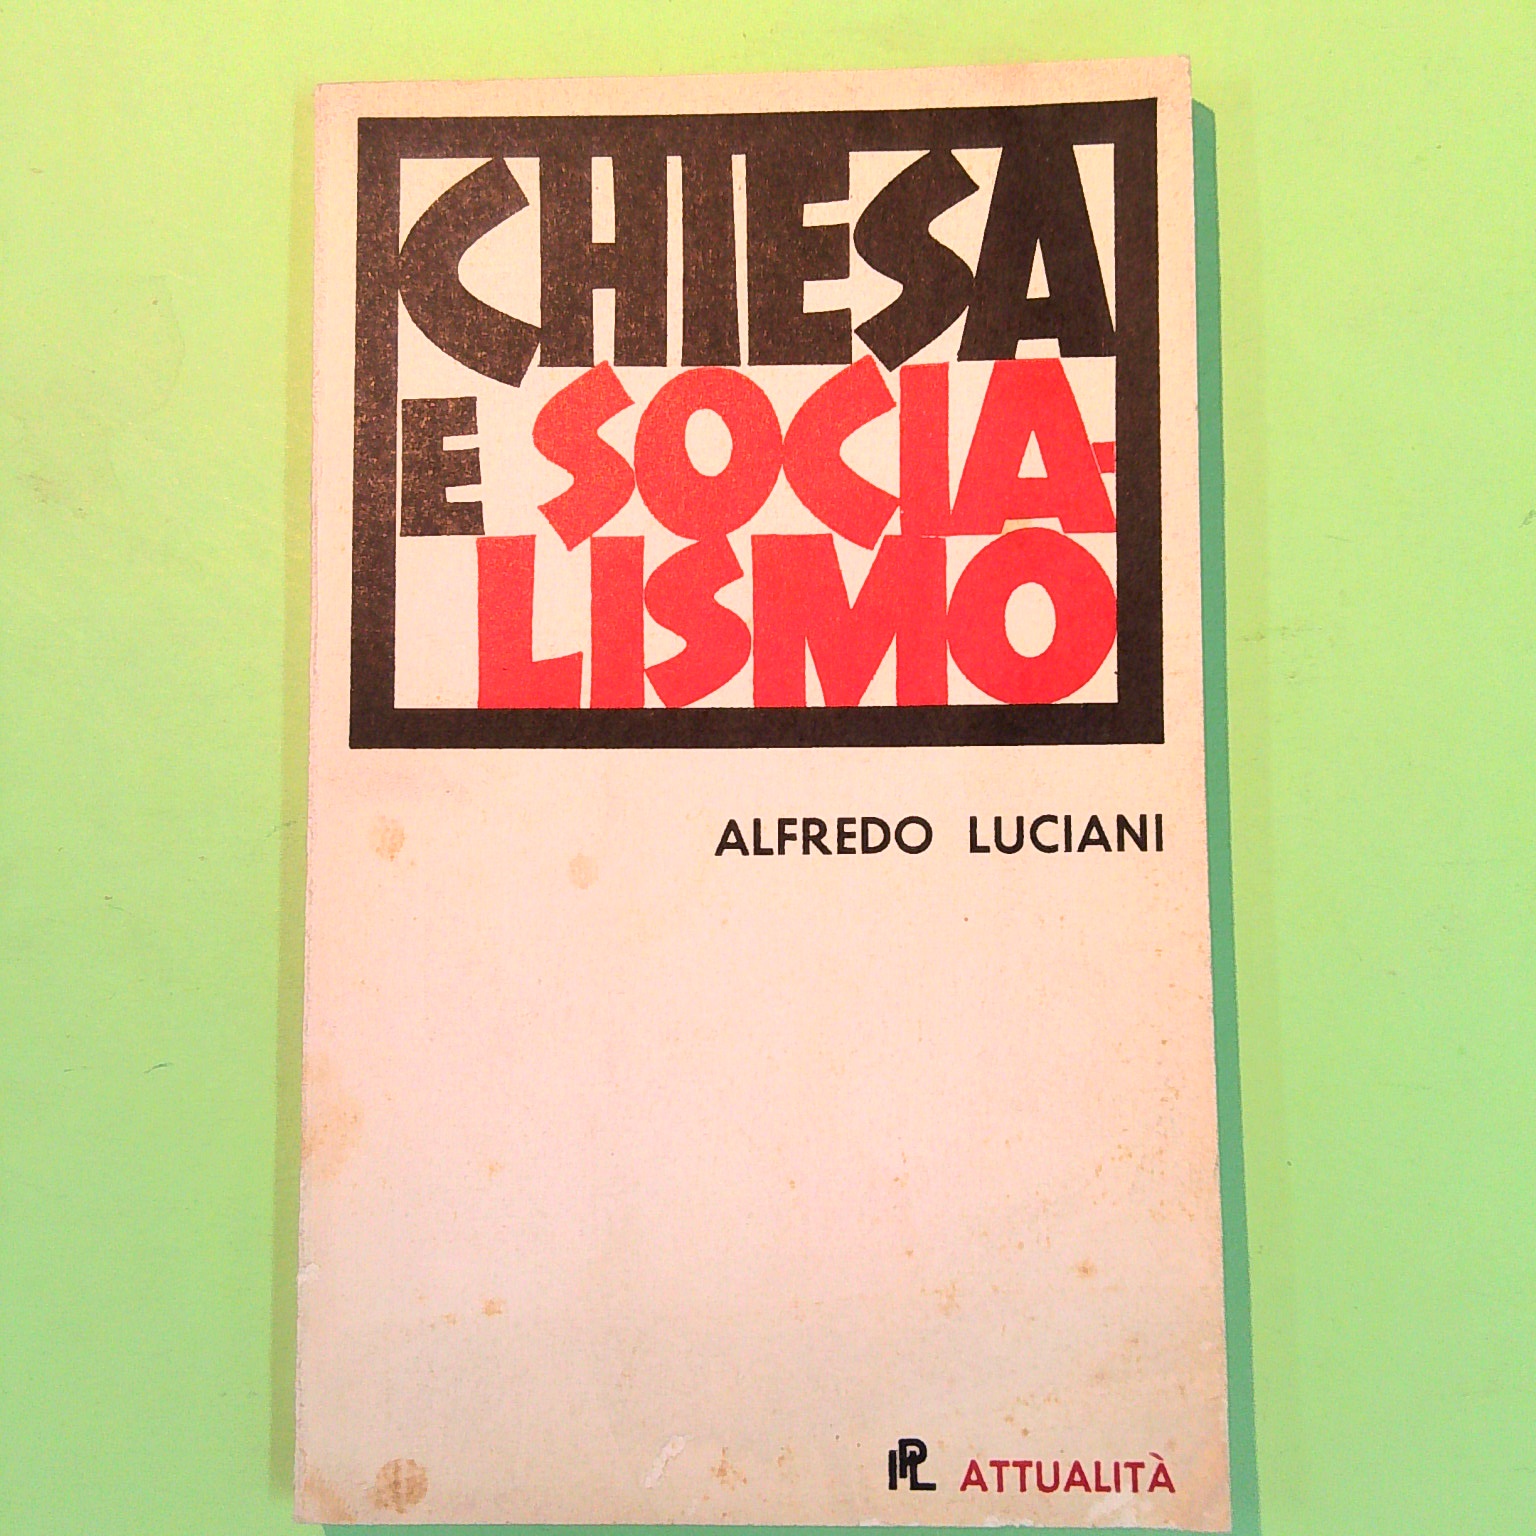 CHIESA
E SOCIA-
LISMO
ALFREDO LUCIANI
IPL ATTUALITÀ